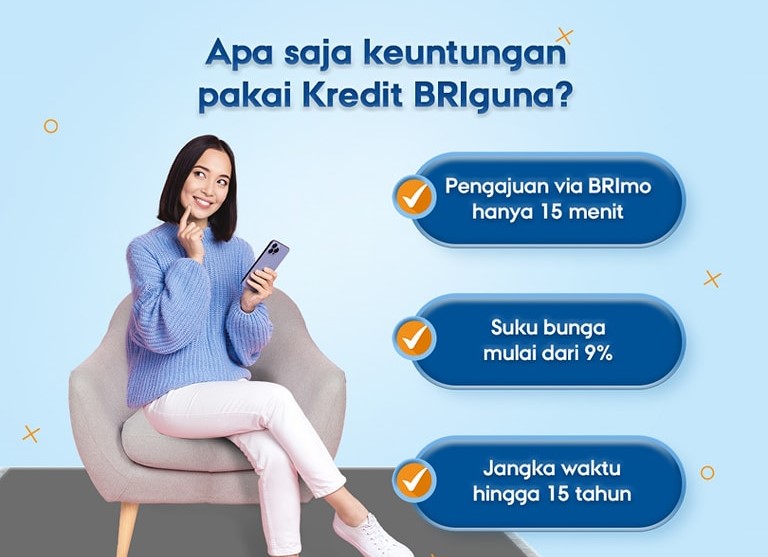 Apa saja keuntungan
pakai Kredit BRIguna?
Pengajuan via BRImo
hanya 15 menit
Suku bunga
mulai dari 9%
Jangka waktu
hingga 15 tahun